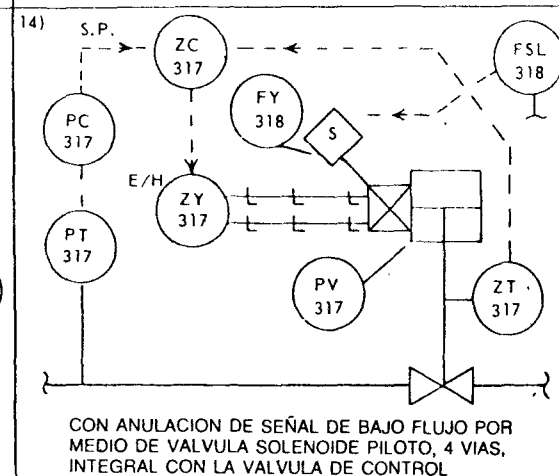 14)
S.P.
ZC
317
FSL
318
FY
318
S
PC
317
E/H
ZY
317
PT
317
PV
317
ZT
317
CON ANULACION DE SEÑAL DE BAJO FLUJO POR
MEDIO DE VALVULA SOLENOIDE PILOTO, 4 VIAS,
INTEGRAL CON LA VALVULA DE CONTROL